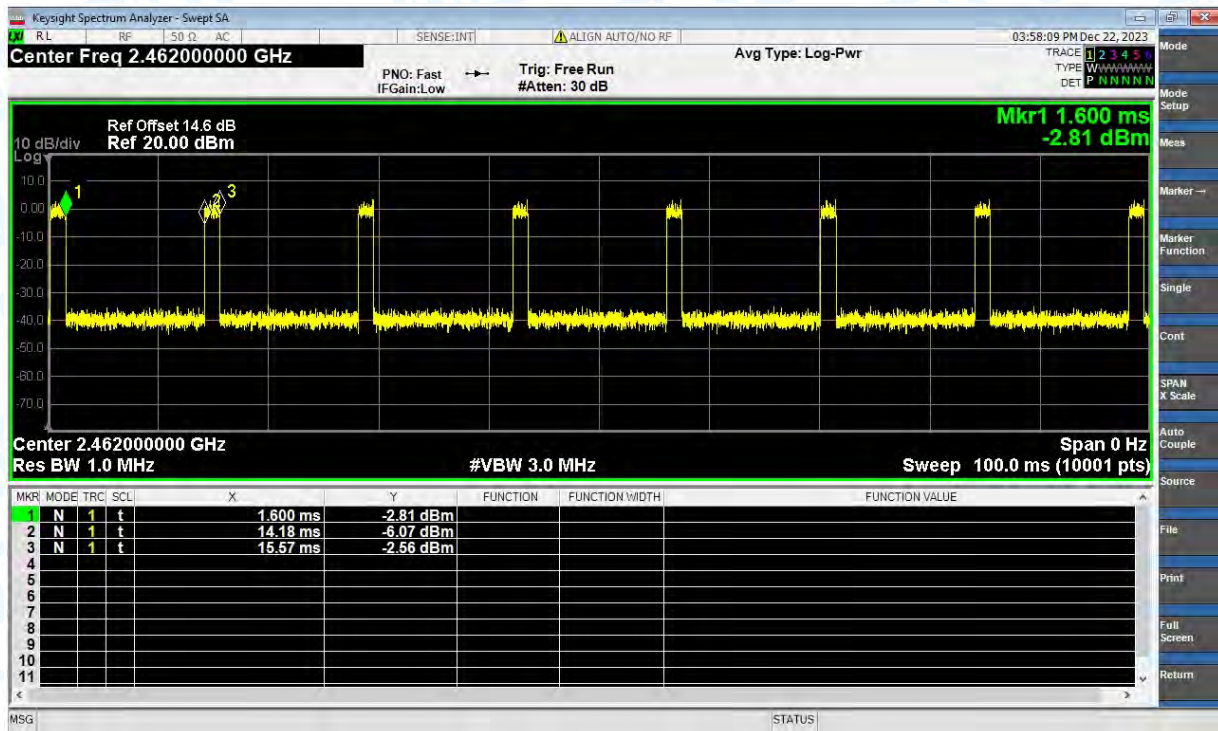 Keysight Spectrum Analyzer - Swept SA
LXI RL RF 50 Ω AC SENSE:INT ALIGN AUTO/NO RF 03:58:09 PM Dec 22, 2023
Center Freq 2.462000000 GHz
Avg Type: Log-Pwr
TRACE 1 2 3 4 5 6
PNO: Fast Trig: Free Run
TYPE WWWWWW
IFGain:Low #Atten: 30 dB
DET P NNNNN
Mkr1 1.600 ms
-2.81 dBm
Ref Offset 14.6 dB
10 dB/div Ref 20.00 dBm
Log
10.0
0.00
-10.0
-20.0
-30.0
-40.0
-50.0
-60.0
-70.0
1
2
3
Center 2.462000000 GHz Span 0 Hz
Res BW 1.0 MHz #VBW 3.0 MHz Sweep 100.0 ms (10001 pts)
MKR MODE TRC SCL X Y FUNCTION FUNCTION WIDTH FUNCTION VALUE
1 N 1 t 1.600 ms -2.81 dBm
2 N 1 t 14.18 ms -6.07 dBm
3 N 1 t 15.57 ms -2.56 dBm
4
5
6
7
8
9
10
11
MSG STATUS
Mode
Mode
Setup
Meas
Marker →
Marker
Function
Single
Cont
SPAN
X Scale
Auto
Couple
Source
File
Print
Full
Screen
Return